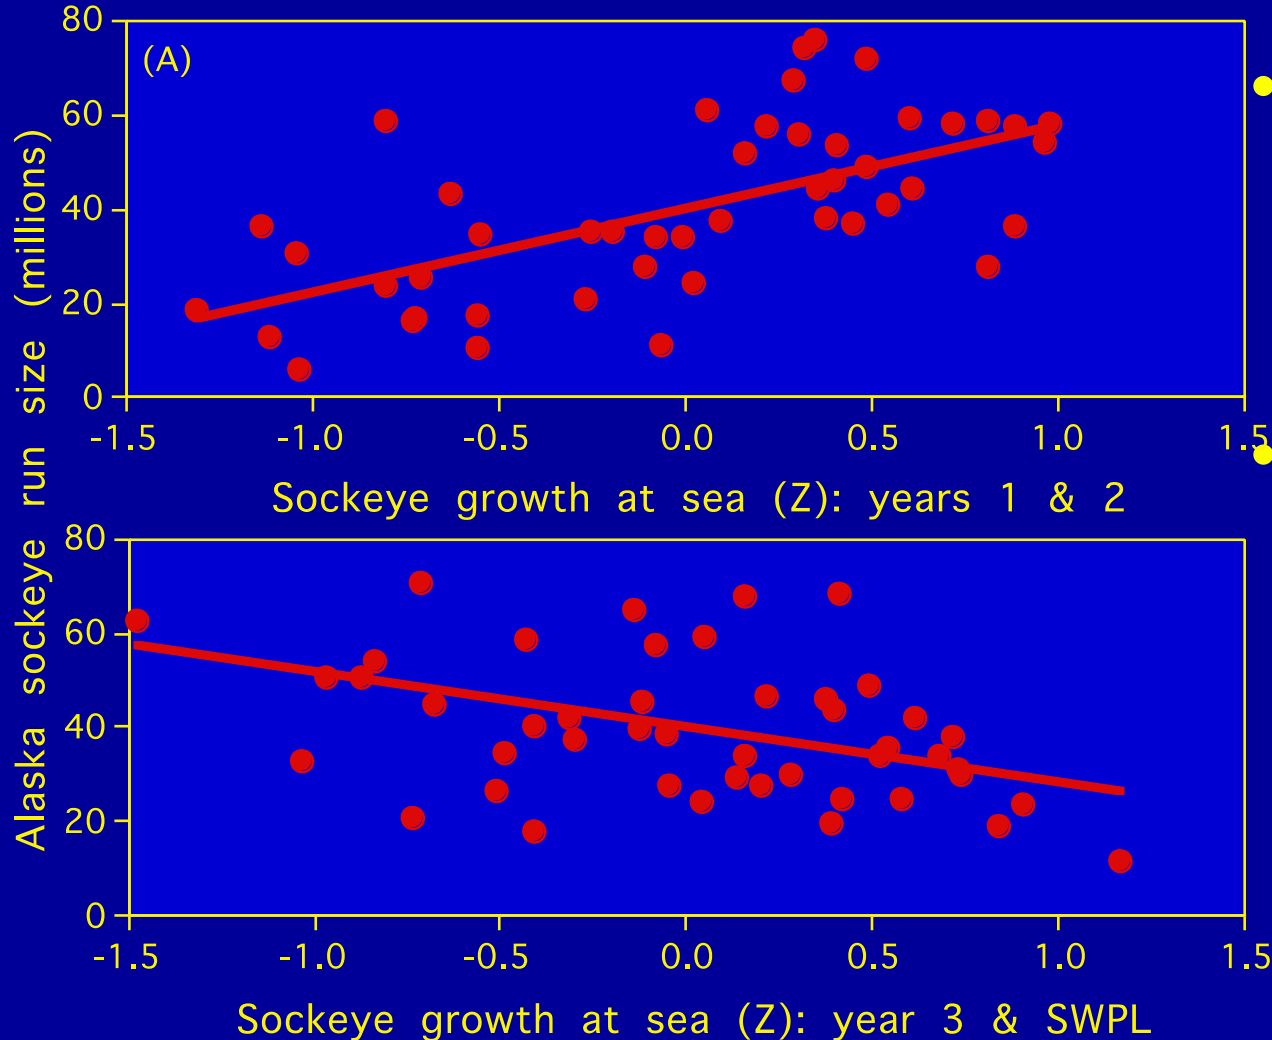 80
(A)
60
40
20
0
-1.5 -1.0 -0.5 0.0 0.5 1.0 1.5
Sockeye growth at sea (Z): years 1 & 2
Alaska sockeye run size (millions)
80
60
40
20
0
-1.5 -1.0 -0.5 0.0 0.5 1.0 1.5
Sockeye growth at sea (Z): year 3 & SWPL